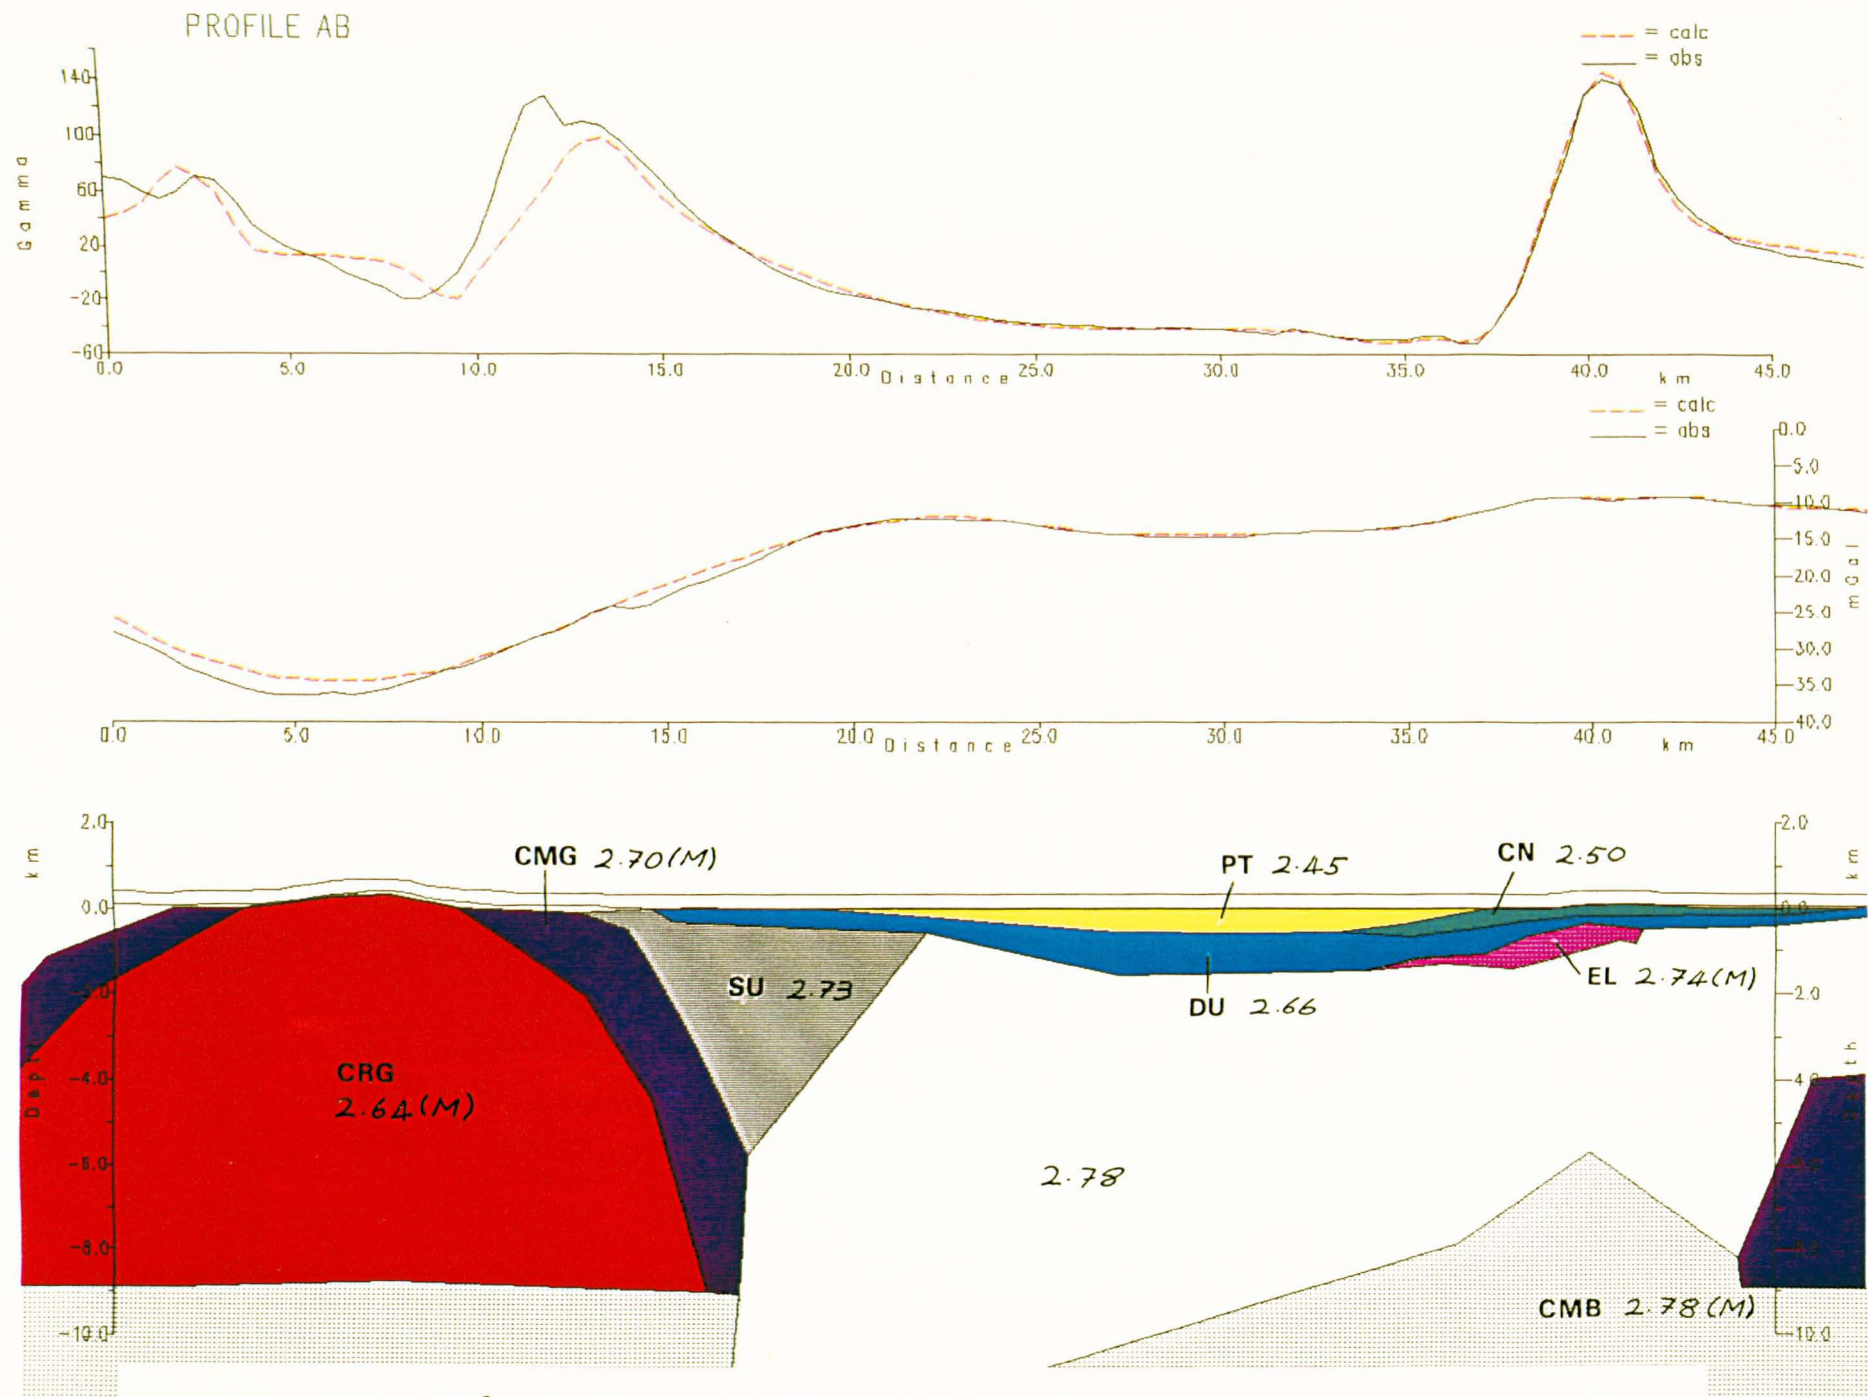 PROFILE AB
= calc
= obs
Gamma
140
100
60
20
-20
-60
0.0 5.0 10.0 15.0 20.0 Distance 25.0 30.0 35.0 40.0 km 45.0
= calc
= obs
0.0
-5.0
-10.0
-15.0
-20.0
-25.0
-30.0
-35.0
-40.0
mGal
0.0 5.0 10.0 15.0 20.0 Distance 25.0 30.0 35.0 40.0 km 45.0
km
2.0
0.0
-2.0
-4.0
-6.0
-8.0
-10.0
Depth
CMG 2.70(M)
PT 2.45
CN 2.50
SU 2.73
DU 2.66
EL 2.74(M)
CRG
2.64(M)
2.78
CMB 2.78(M)
2.0
km
0.0
-2.0
-10.0